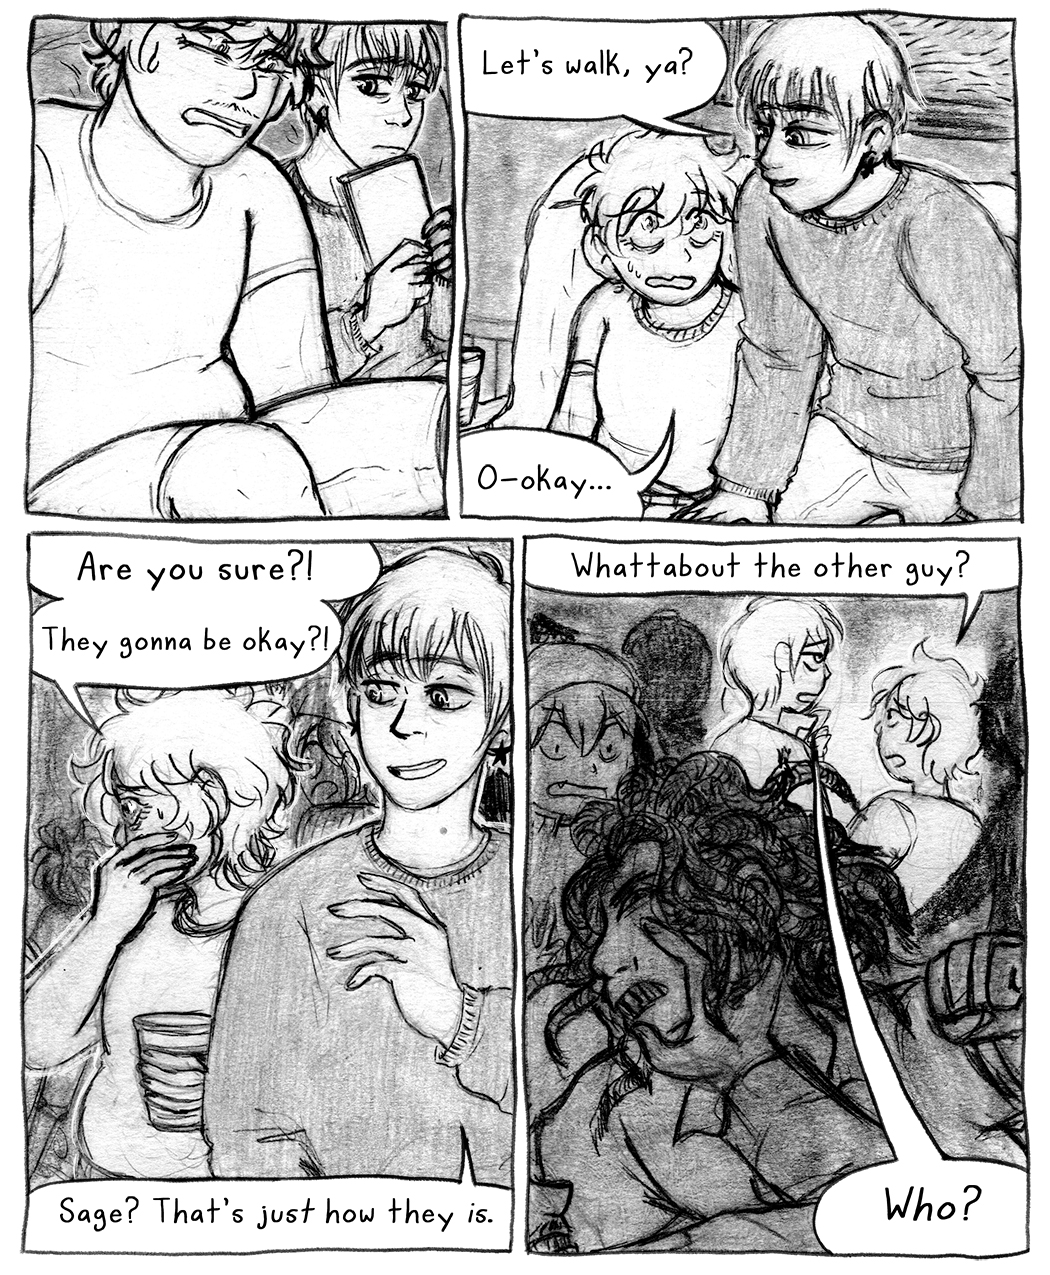 Let's walk, ya?
O-okay...
Are you sure?!
They gonna be okay?!
Sage? That's just how they is.
Whattabout the other guy?
Who?